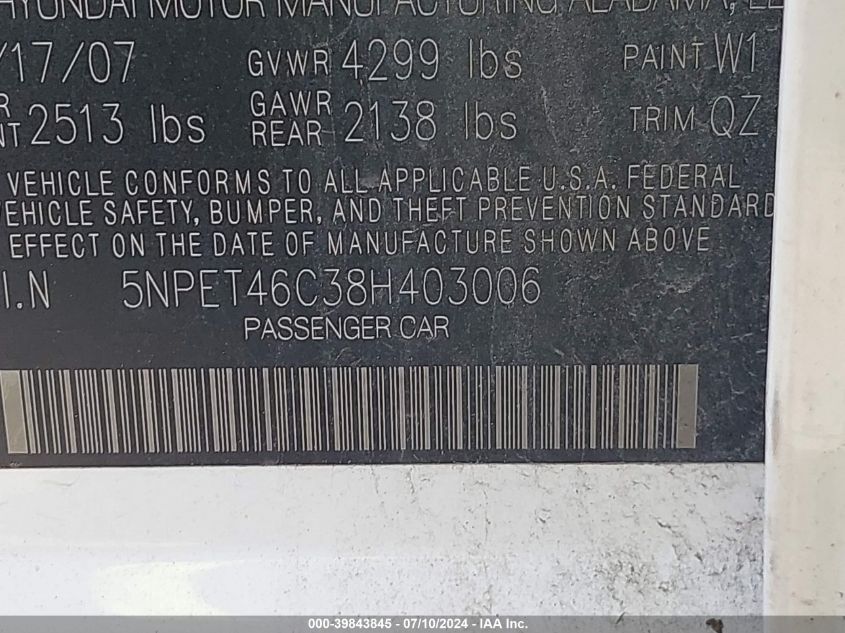 HYUNDAI MOTOR MANUFACTURING ALABAMA, LL
/17/07 GVWR 4299 lbs PAINT W1
R
NT 2513 lbs GAWR REAR 2138 lbs TRIM QZ
VEHICLE CONFORMS TO ALL APPLICABLE U.S.A. FEDERAL
VEHICLE SAFETY, BUMPER, AND THEFT PREVENTION STANDARD
EFFECT ON THE DATE OF MANUFACTURE SHOWN ABOVE
I.N 5NPET46C38H403006
PASSENGER CAR
000-39843845 - 07/10/2024 - IAA, Inc.